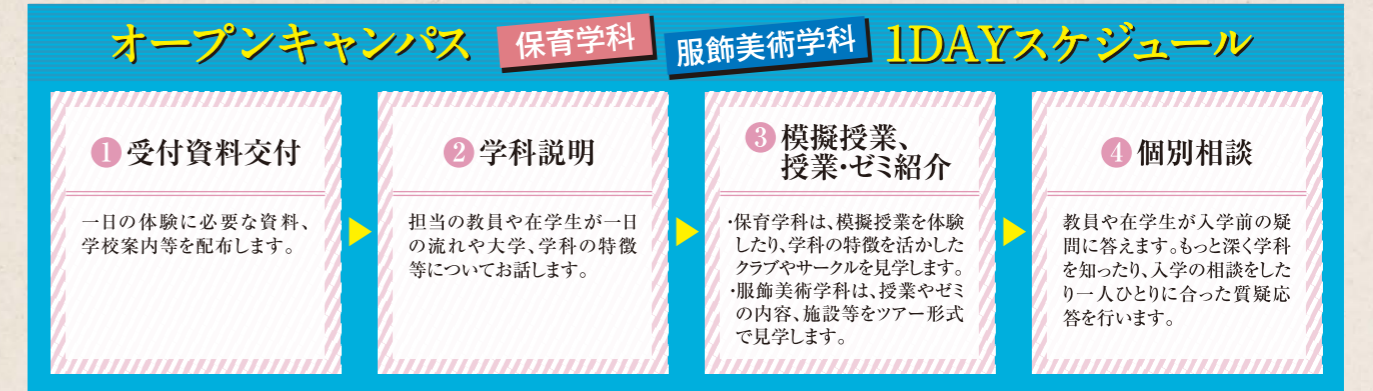 オープンキャンパス 保育学科 服飾美術学科 1DAYスケジュール
❶受付資料交付
一日の体験に必要な資料、
学校案内等を配布します。
❷学科説明
担当の教員や在学生が一日
の流れや大学、学科の特徴
等についてお話します。
❸模擬授業、
授業・ゼミ紹介
・保育学科は、模擬授業を体験
したり、学科の特徴を活かした
クラブやサークルを見学します。
・服飾美術学科は、授業やゼミ
の内容、施設等をツアー形式
で見学します。
❹個別相談
教員や在学生が入学前の疑
問に答えます。もっと深く学科
を知ったり、入学の相談をした
り一人ひとりに合った質疑応
答を行います。